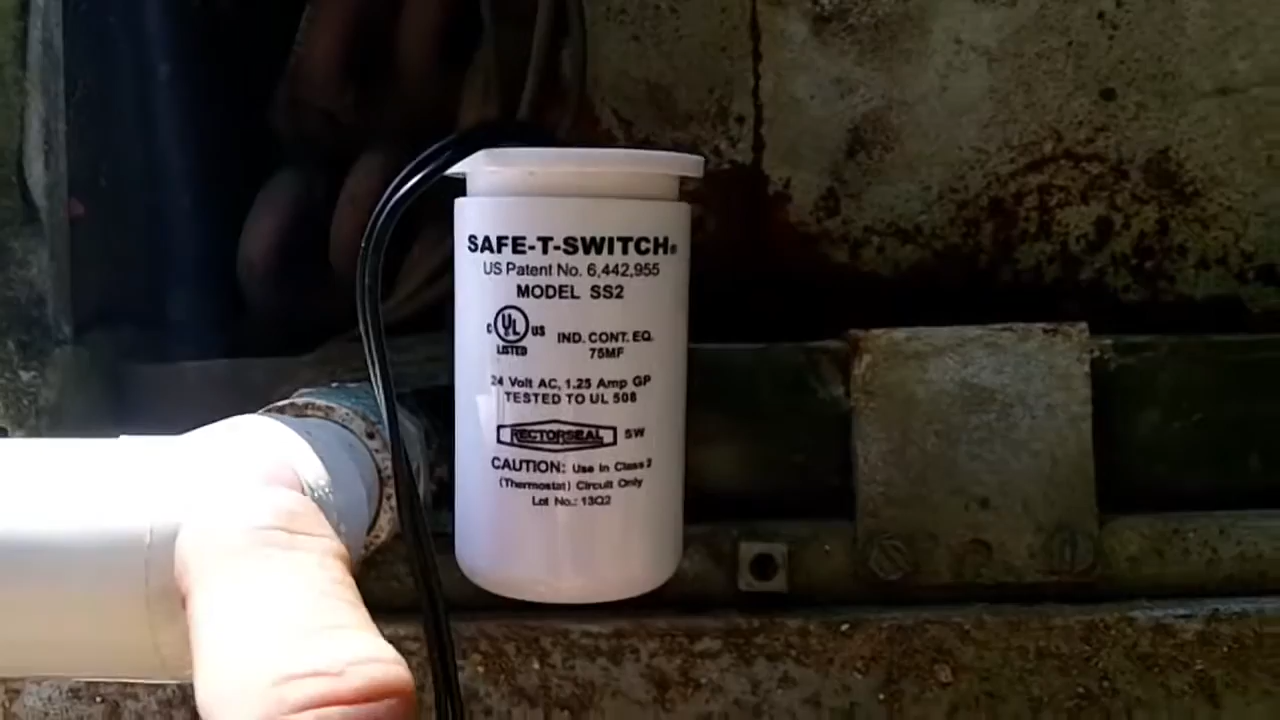 SAFE-T-SWITCH®
US Patent No. 6,442,955
MODEL SS2
C UL US
LISTED
IND. CONT. EQ.
75MF
24 Volt AC, 1.25 Amp GP
TESTED TO UL 508
RECTORSEAL SW
CAUTION: Use in Class 2
(Thermostat) Circuit Only
Lot No.: 13Q2